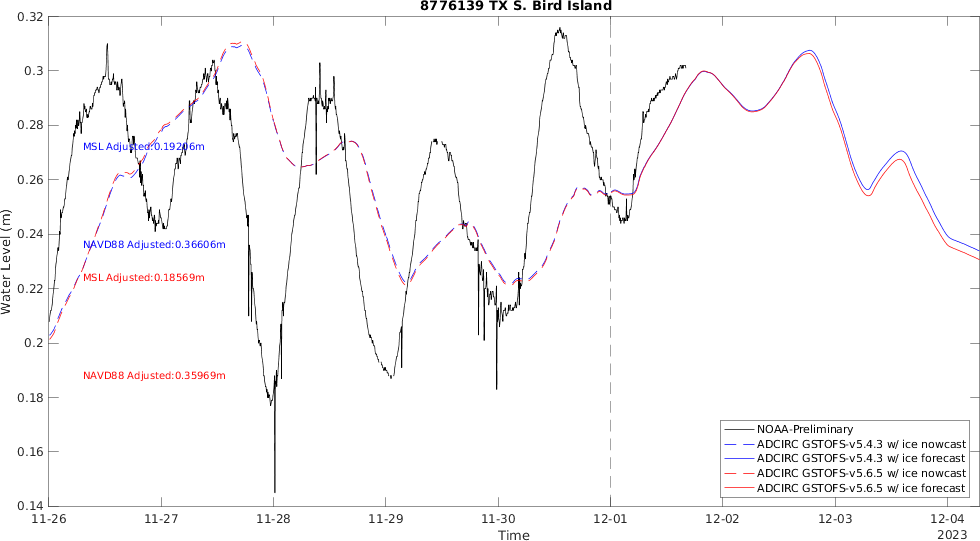 8776139 TX S. Bird Island
Water Level (m)
0.32
0.3
0.28
0.26
0.24
0.22
0.2
0.18
0.16
0.14
MSL Adjusted:0.19206m
NAVD88 Adjusted:0.36606m
MSL Adjusted:0.18569m
NAVD88 Adjusted:0.35969m
NOAA-Preliminary
ADCIRC GSTOFS-v5.4.3 w/ ice nowcast
ADCIRC GSTOFS-v5.4.3 w/ ice forecast
ADCIRC GSTOFS-v5.6.5 w/ ice nowcast
ADCIRC GSTOFS-v5.6.5 w/ ice forecast
11-26 11-27 11-28 11-29 11-30 12-01 12-02 12-03 12-04
Time
2023